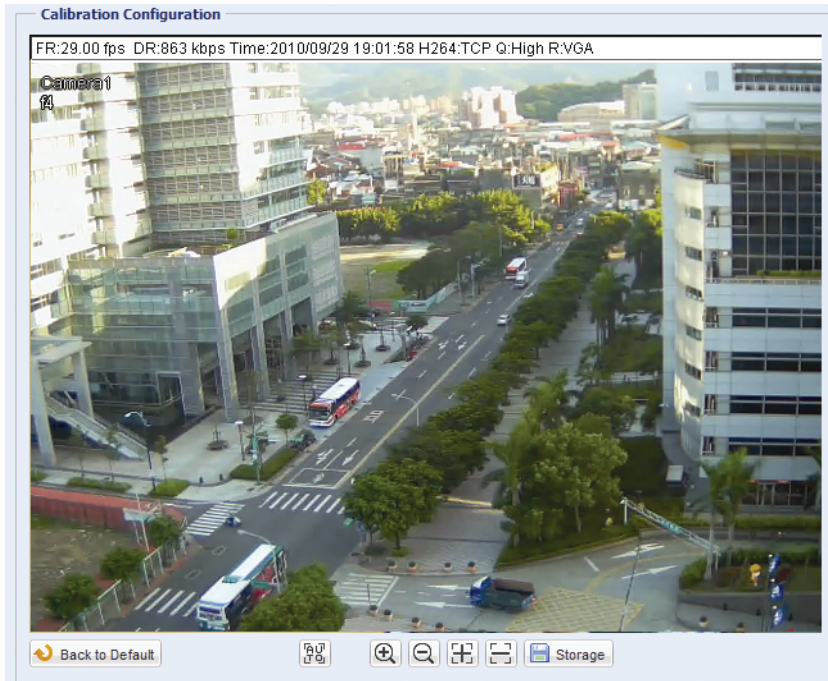 Calibration Configuration
FR:29.00 fps DR:863 kbps Time:2010/09/29 19:01:58 H264:TCP Q:High R:VGA
Camera1
f4
Back to Default
AUTO
Storage